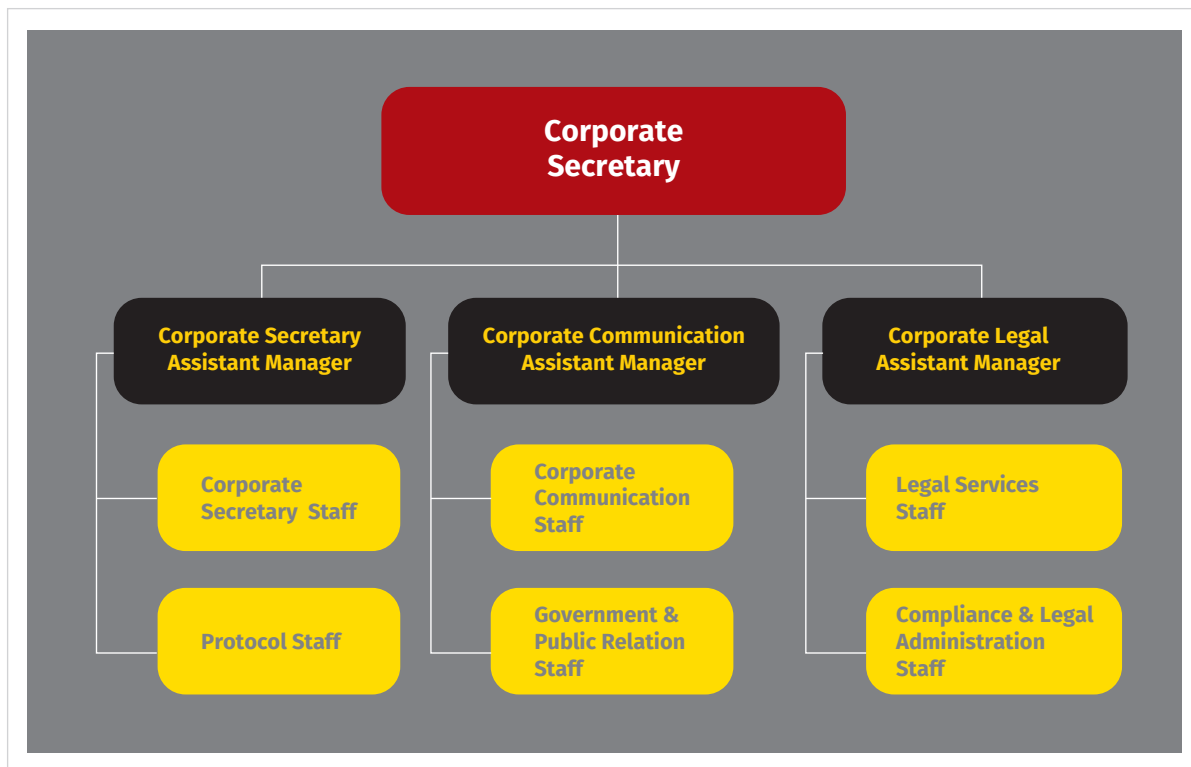 Corporate
Secretary
Corporate Secretary
Assistant Manager
Corporate Communication
Assistant Manager
Corporate Legal
Assistant Manager
Corporate
Secretary Staff
Corporate
Communication
Staff
Legal Services
Staff
Protocol Staff
Government &
Public Relation
Staff
Compliance & Legal
Administration
Staff